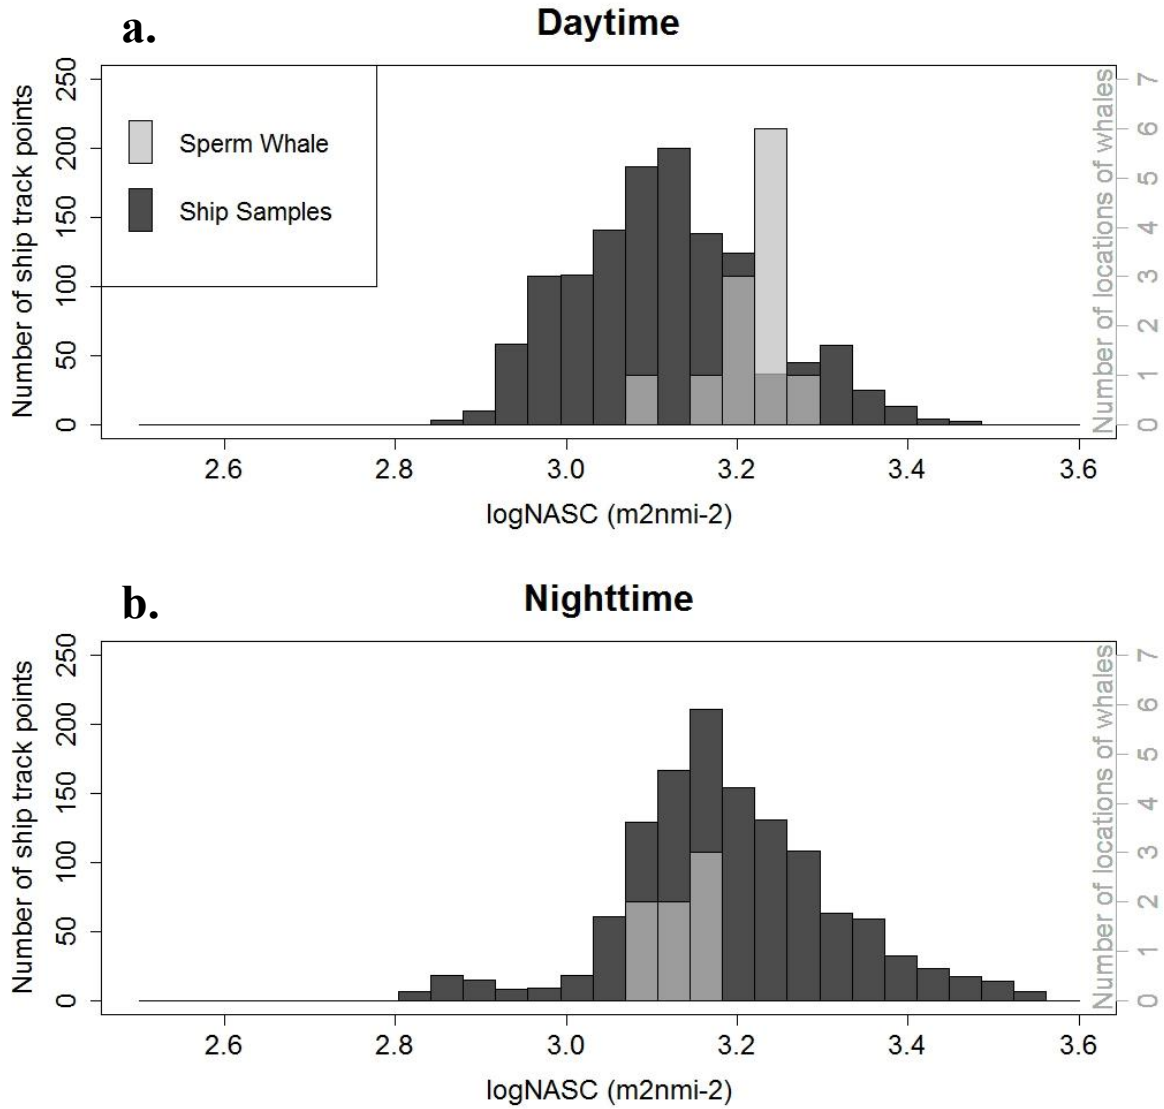 a.
Daytime
Number of ship track points
0 50 100 150 200 250
Sperm Whale
Ship Samples
Number of locations of whales
0 1 2 3 4 5 6 7
2.6 2.8 3.0 3.2 3.4 3.6
logNASC (m2nmi-2)
b.
Nighttime
Number of ship track points
0 50 100 150 200 250
Number of locations of whales
0 1 2 3 4 5 6 7
2.6 2.8 3.0 3.2 3.4 3.6
logNASC (m2nmi-2)